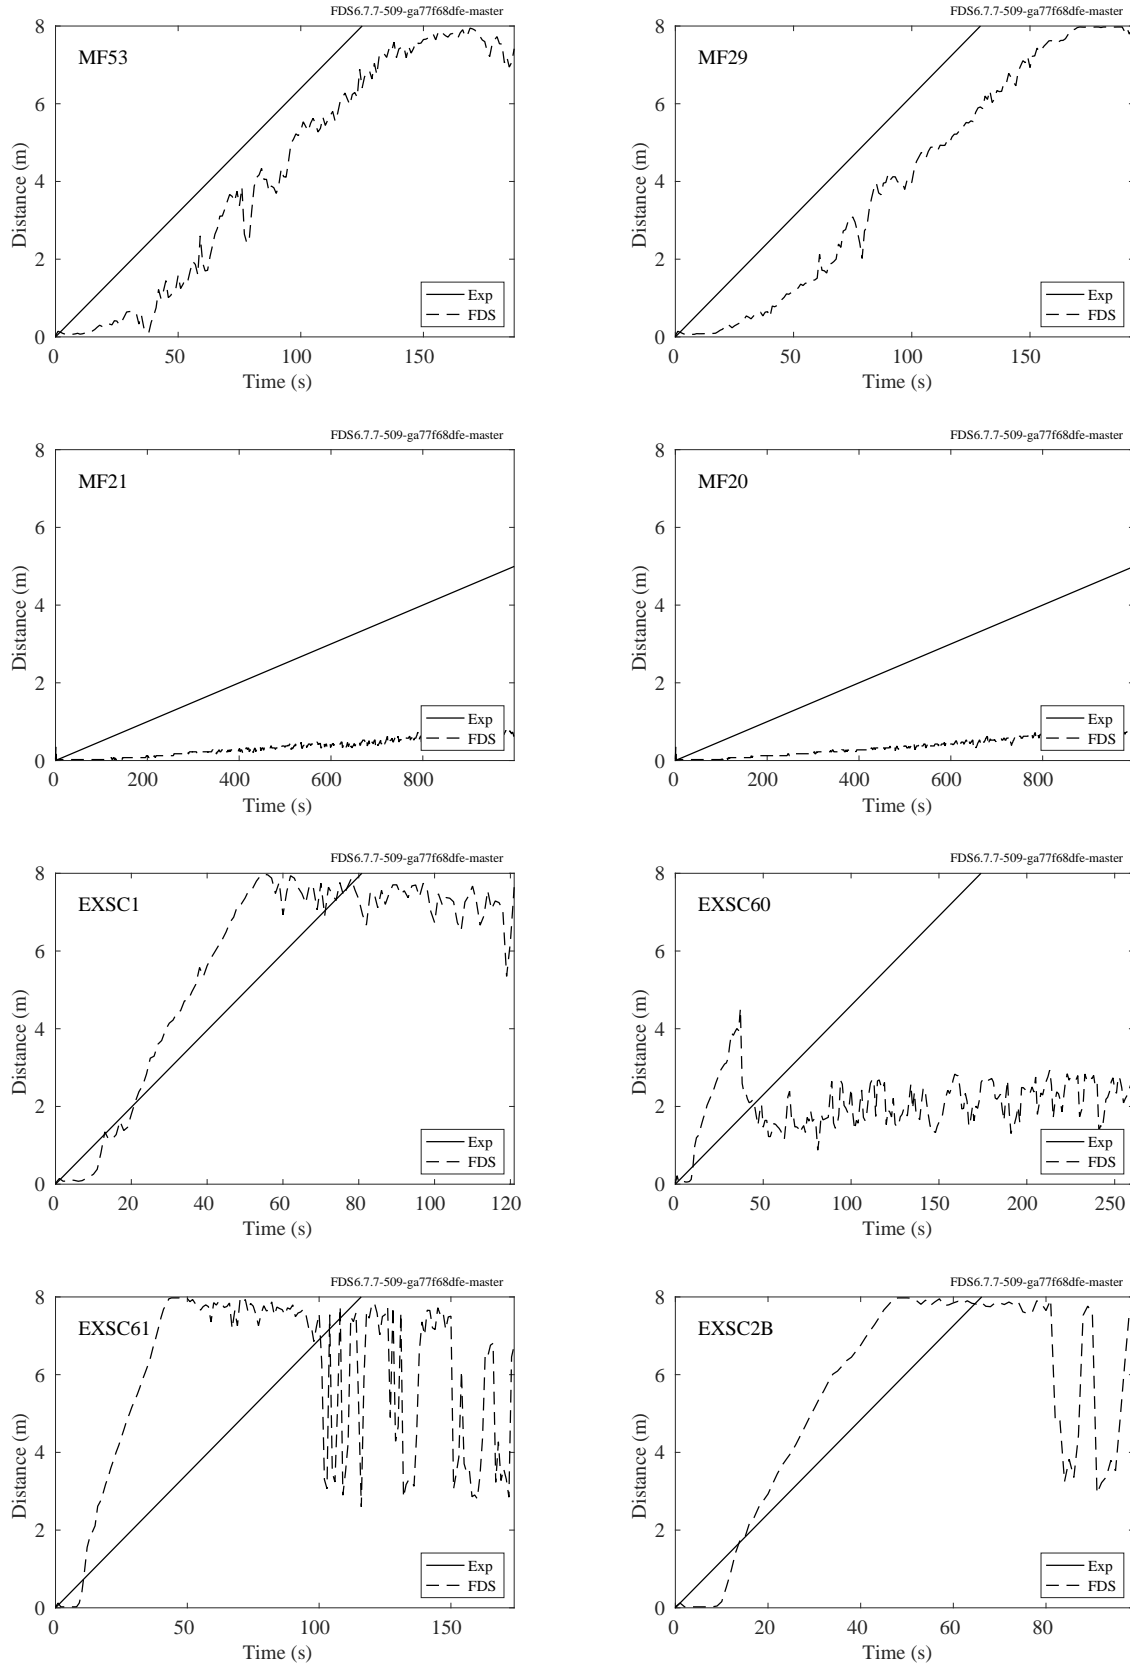 FDS6.7.7-509-ga77f68dfe-master
MF53
Distance (m)
8
6
4
2
0
0 50 100 150
Time (s)
Exp
FDS
FDS6.7.7-509-ga77f68dfe-master
MF29
Distance (m)
8
6
4
2
0
0 50 100 150
Time (s)
Exp
FDS
FDS6.7.7-509-ga77f68dfe-master
MF21
Distance (m)
8
6
4
2
0
0 200 400 600 800
Time (s)
Exp
FDS
FDS6.7.7-509-ga77f68dfe-master
MF20
Distance (m)
8
6
4
2
0
0 200 400 600 800
Time (s)
Exp
FDS
FDS6.7.7-509-ga77f68dfe-master
EXSC1
Distance (m)
8
6
4
2
0
0 20 40 60 80 100 120
Time (s)
Exp
FDS
FDS6.7.7-509-ga77f68dfe-master
EXSC60
Distance (m)
8
6
4
2
0
0 50 100 150 200 250
Time (s)
Exp
FDS
FDS6.7.7-509-ga77f68dfe-master
EXSC61
Distance (m)
8
6
4
2
0
0 50 100 150
Time (s)
Exp
FDS
FDS6.7.7-509-ga77f68dfe-master
EXSC2B
Distance (m)
8
6
4
2
0
0 20 40 60 80
Time (s)
Exp
FDS